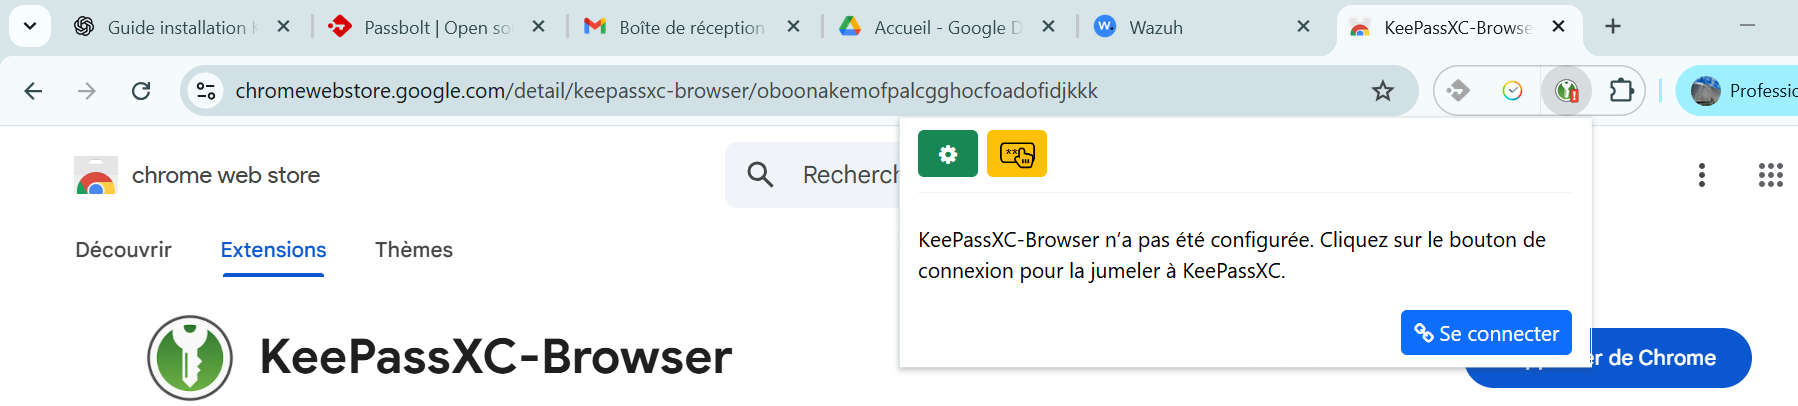 Guide installation
Passbolt | Open so
Boîte de réception
Accueil - Google D
Wazuh
KeePassXC-Browse
chromewebstore.google.com/detail/keepassxc-browser/oboonakemofpalcgghocfoadofidjkkk
Professio
chrome web store
Recherch
Découvrir
Extensions
Thèmes
KeePassXC-Browser n’a pas été configurée. Cliquez sur le bouton de
connexion pour la jumeler à KeePassXC.
Se connecter
KeePassXC-Browser
er de Chrome